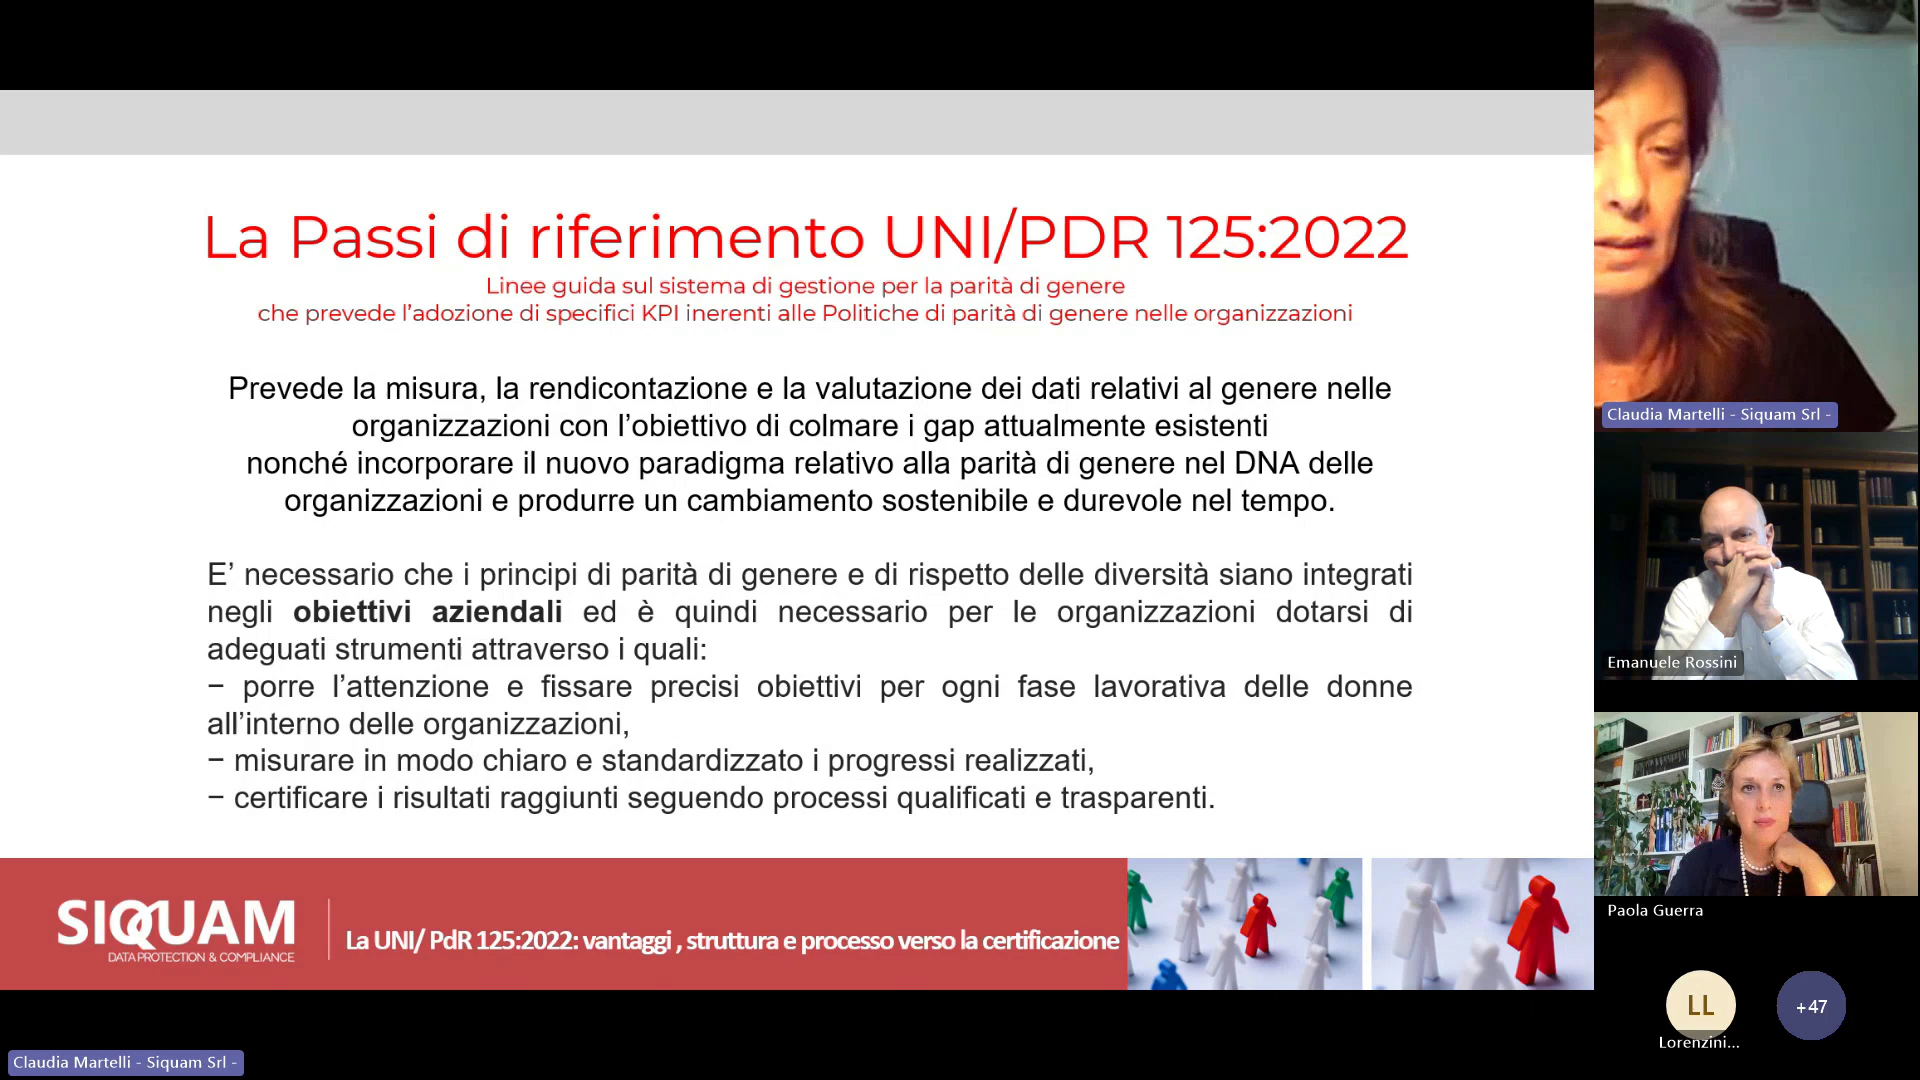 La Passi di riferimento UNI/PDR 125:2022
Linee guida sul sistema di gestione per la parità di genere
che prevede l’adozione di specifici KPI inerenti alle Politiche di parità di genere nelle organizzazioni
Prevede la misura, la rendicontazione e la valutazione dei dati relativi al genere nelle
organizzazioni con l’obiettivo di colmare i gap attualmente esistenti
nonché incorporare il nuovo paradigma relativo alla parità di genere nel DNA delle
organizzazioni e produrre un cambiamento sostenibile e durevole nel tempo.
E’ necessario che i principi di parità di genere e di rispetto delle diversità siano integrati
negli obiettivi aziendali ed è quindi necessario per le organizzazioni dotarsi di
adeguati strumenti attraverso i quali:
− porre l’attenzione e fissare precisi obiettivi per ogni fase lavorativa delle donne
all’interno delle organizzazioni,
− misurare in modo chiaro e standardizzato i progressi realizzati,
− certificare i risultati raggiunti seguendo processi qualificati e trasparenti.
SIQUAM
DATA PROTECTION & COMPLIANCE
La UNI/ PdR 125:2022: vantaggi , struttura e processo verso la certificazione
Claudia Martelli - Siquam Srl -
Claudia Martelli - Siquam Srl -
Emanuele Rossini
Paola Guerra
LL
Lorenzini...
+47